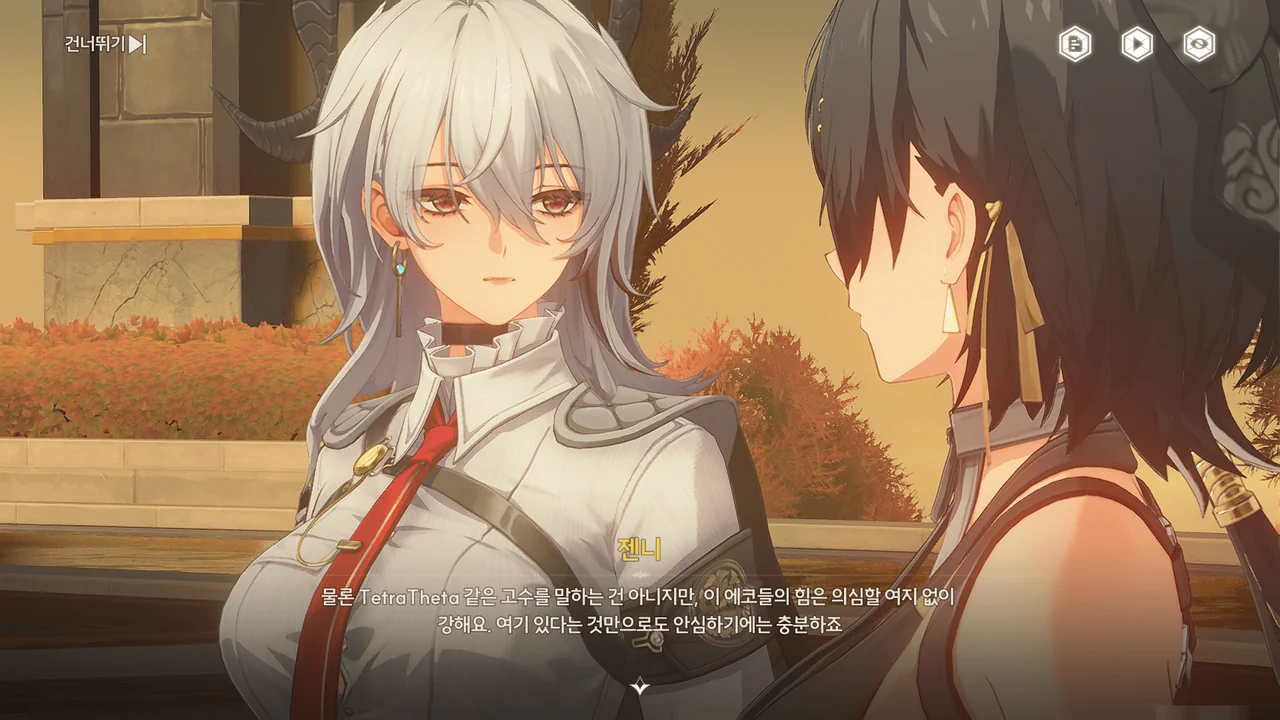 건너뛰기
젠니
물론 TetraTheta 같은 고수를 말하는 건 아니지만, 이 에코들의 힘은 의심할 여지 없이
강해요. 여기 있다는 것만으로도 안심하기에는 충분하죠